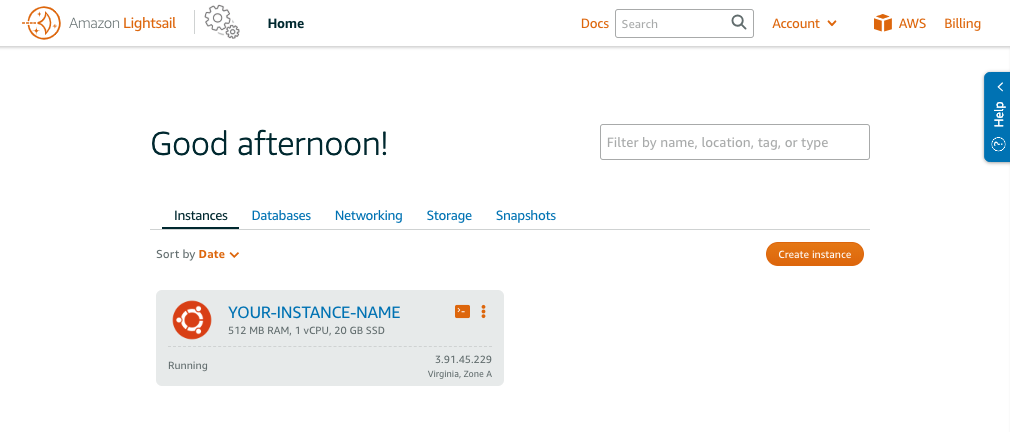 Amazon Lightsail
Home
Docs
Search
Account
AWS
Billing
Help
Good afternoon!
Filter by name, location, tag, or type
Instances
Databases
Networking
Storage
Snapshots
Sort by Date
Create instance
YOUR-INSTANCE-NAME
512 MB RAM, 1 vCPU, 20 GB SSD
Running
3.91.45.229
Virginia, Zone A